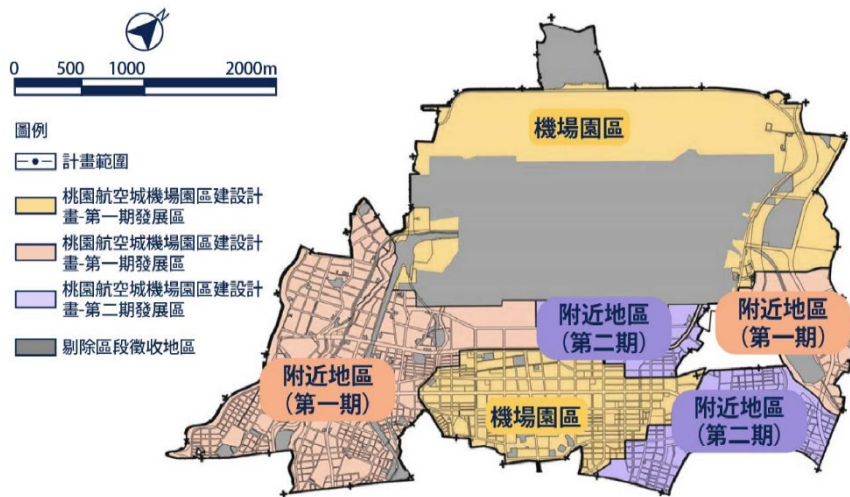 N
0 500 1000 2000m
圖例
計畫範圍
桃園航空城機場園區建設計
畫-第一期發展區
桃園航空城機場園區建設計
畫-第一期發展區
桃園航空城機場園區建設計
畫-第二期發展區
剔除區段徵收地區
機場園區
附近地區
(第二期)
附近地區
(第一期)
附近地區
(第一期)
機場園區
附近地區
(第二期)